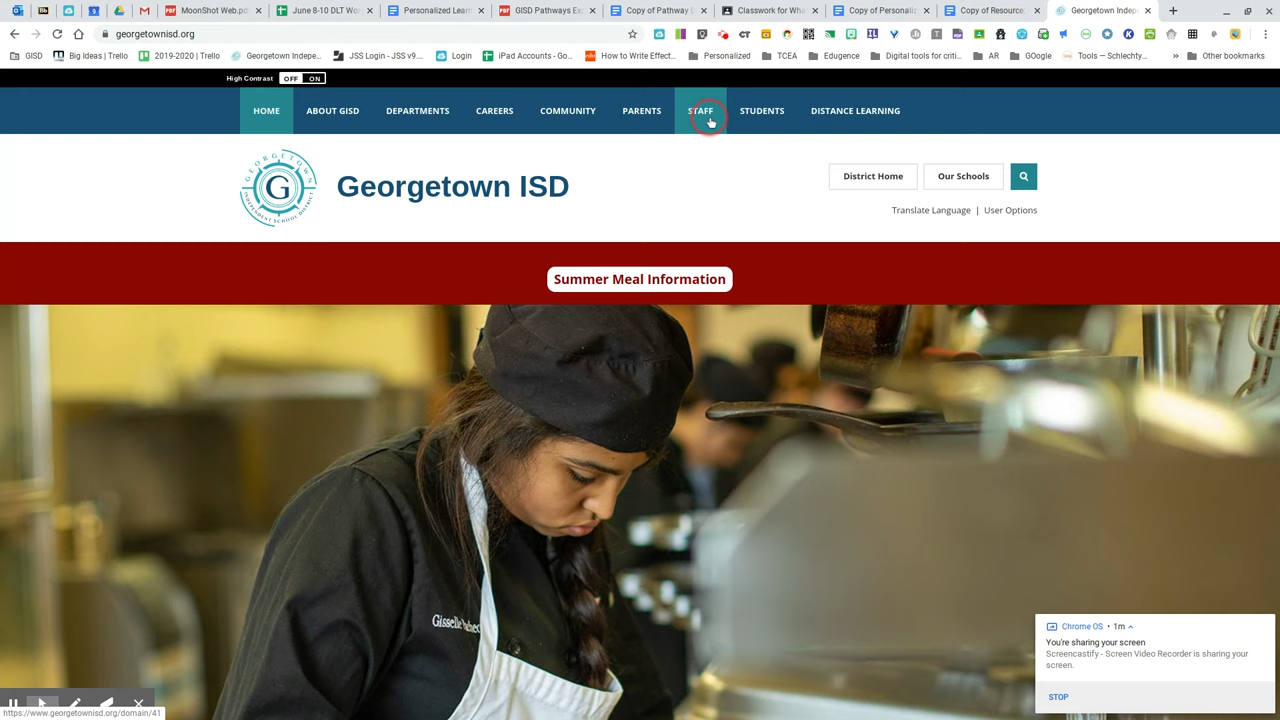 MoonShot Web.pd
June 8-10 DLT Wo
Personalized Lear
GISD Pathways Ex
Copy of Pathway
Classwork for Wh
Copy of Personali
Copy of Resource
Georgetown Indep
georgetownisd.org
GISD
Big Ideas | Trello
2019-2020 | Trello
Georgetown Indepe...
JSS Login - JSS v9....
Login
iPad Accounts - Go...
How to Write Effect...
Personalized
TCEA
Edugence
Digital tools for criti...
AR
GOogle
Tools — Schlechty...
» Other bookmarks
High Contrast OFF ON
HOME ABOUT GISD DEPARTMENTS CAREERS COMMUNITY PARENTS STAFF STUDENTS DISTANCE LEARNING
GEORGETOWN
G
INDEPENDENT SCHOOL DISTRICT
Georgetown ISD
District Home
Our Schools
Translate Language | User Options
Summer Meal Information
Chrome OS • 1m
You're sharing your screen
Screencastify - Screen Video Recorder is sharing your
screen.
STOP
https://www.georgetownisd.org/domain/41